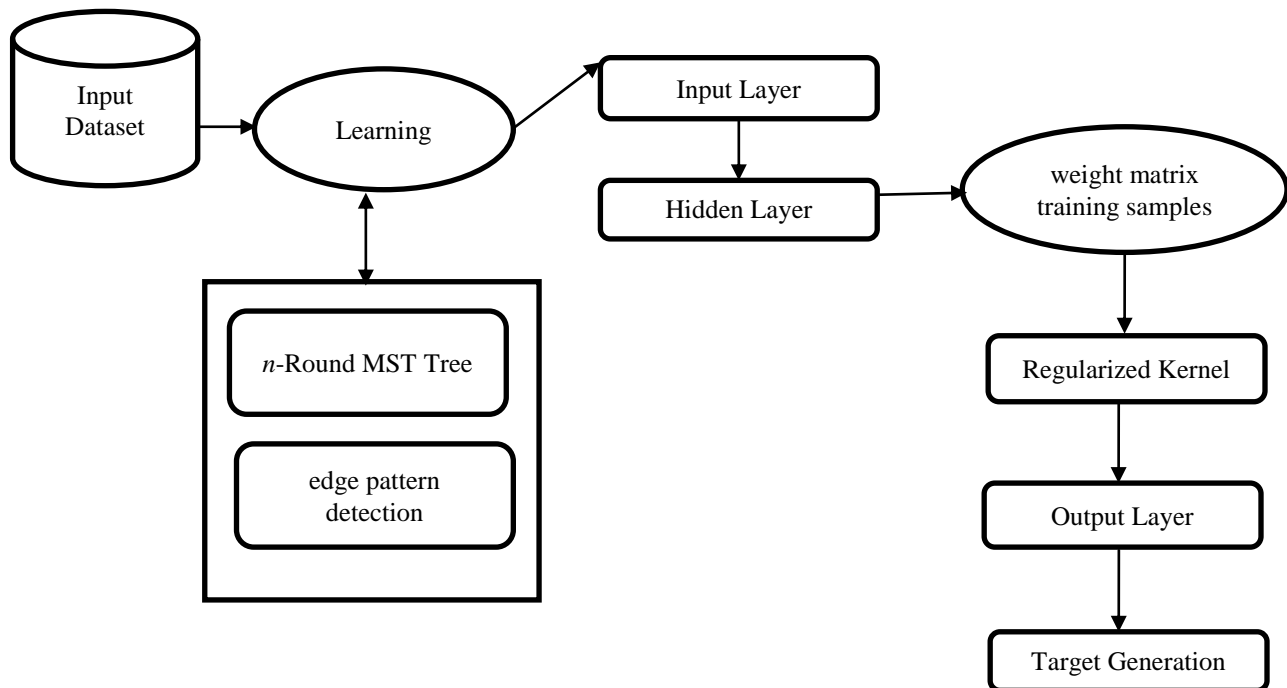 Input
Dataset
Learning
n-Round MST Tree
edge pattern
detection
Input Layer
Hidden Layer
weight matrix
training samples
Regularized Kernel
Output Layer
Target Generation